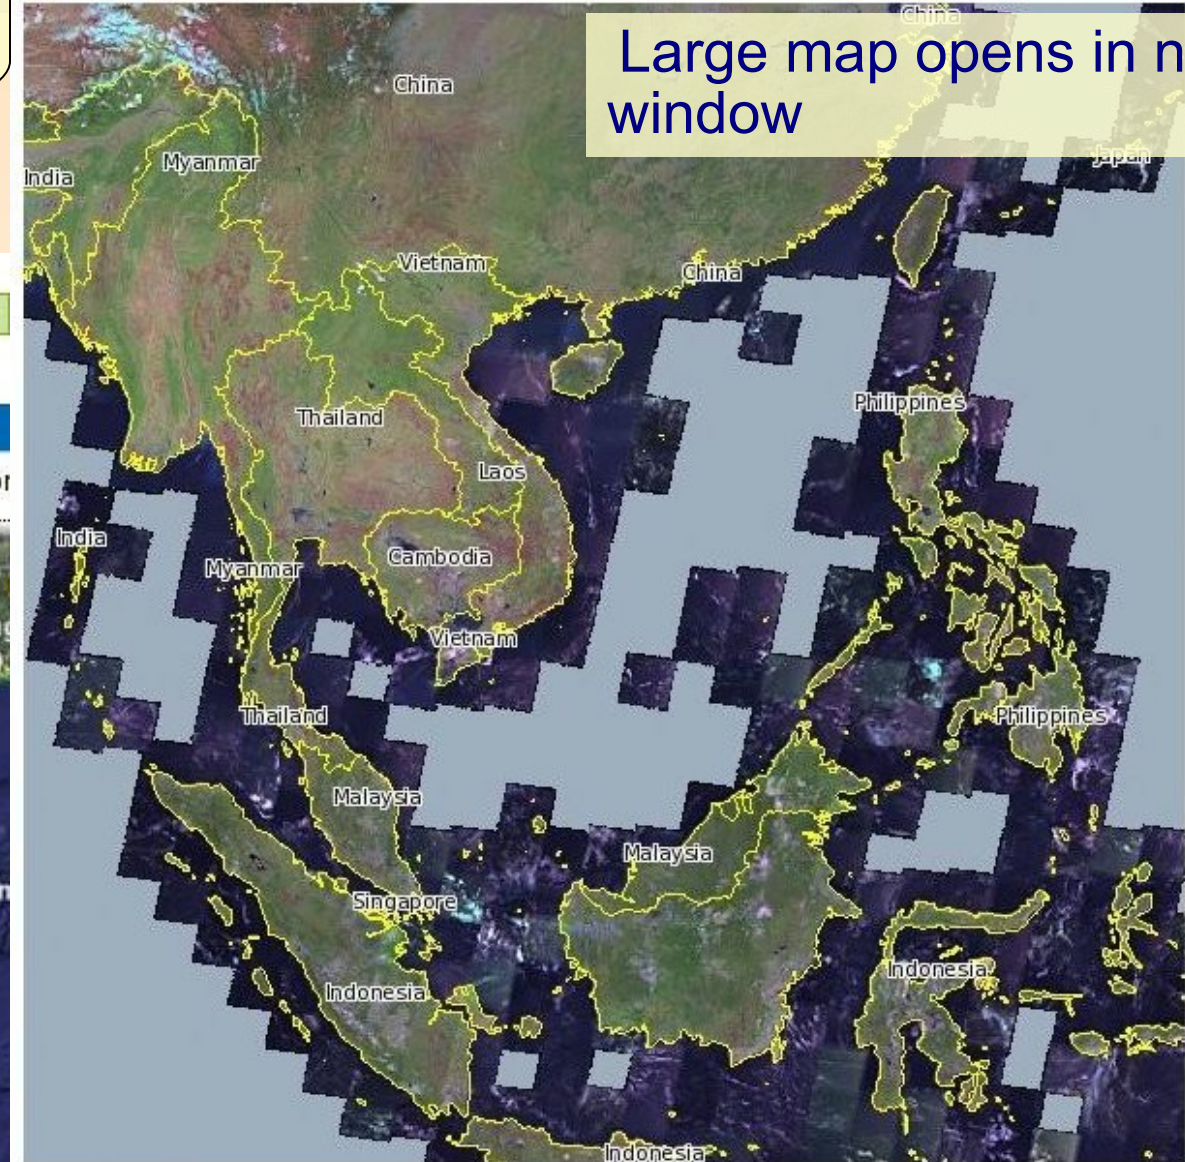 China
Large map opens in n
window
China
Japan
Myanmar
India
Vietnam
China
Philippines
Thailand
Laos
India
Cambodia
Myanmar
Vietnam
Thailand
Philippines
Malaysia
Malaysia
Singapore
Indonesia
Indonesia
Indonesia